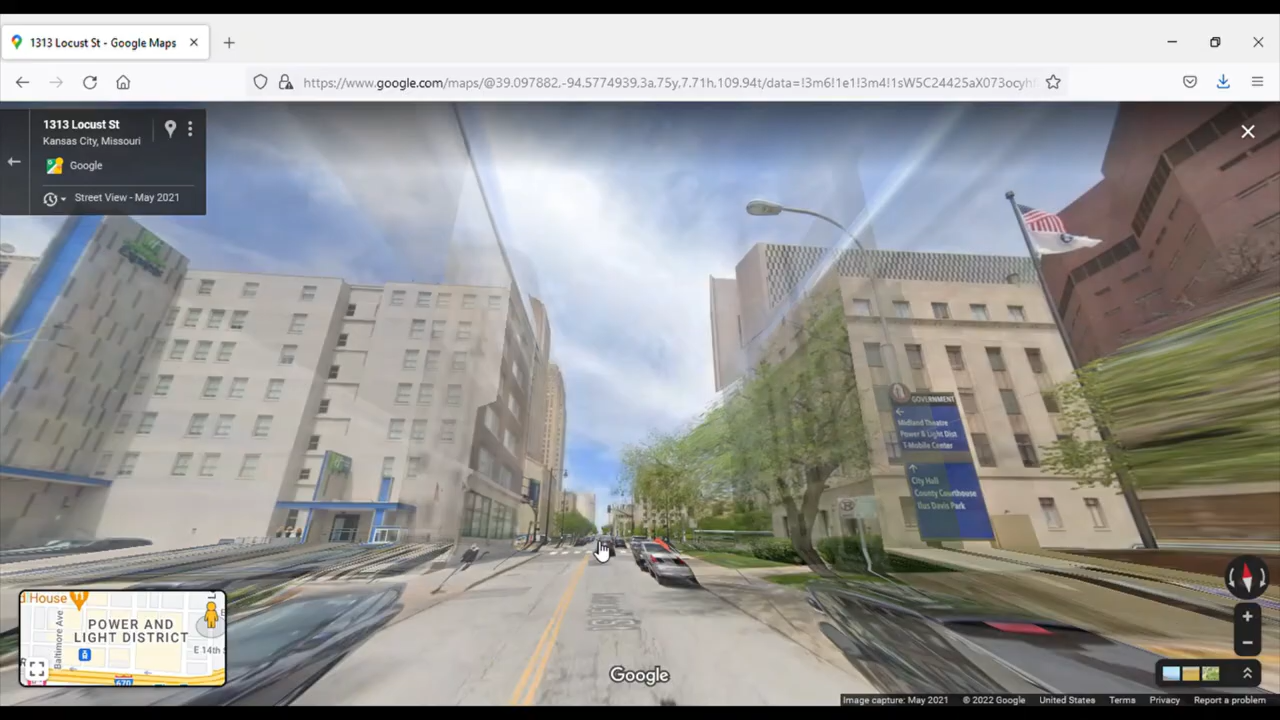 1313 Locust St - Google Maps
https://www.google.com/maps/@39.097882,-94.5774939,3a,75y,7.71h,109.94t/data=!3m6!1e1!3m4!1sW5C24425aX073ocyh
1313 Locust St
Kansas City, Missouri
Google
Street View - May 2021
GOVERNMENT
Midland Theatre
Power & Light Dist
T-Mobile Center
City Hall
County Courthouse
Ilus Davis Park
d House
Baltimore Ave
POWER AND
LIGHT DISTRICT
E
E 14th
670
Google
Image capture: May 2021 © 2022 Google United States Terms Privacy Report a problem